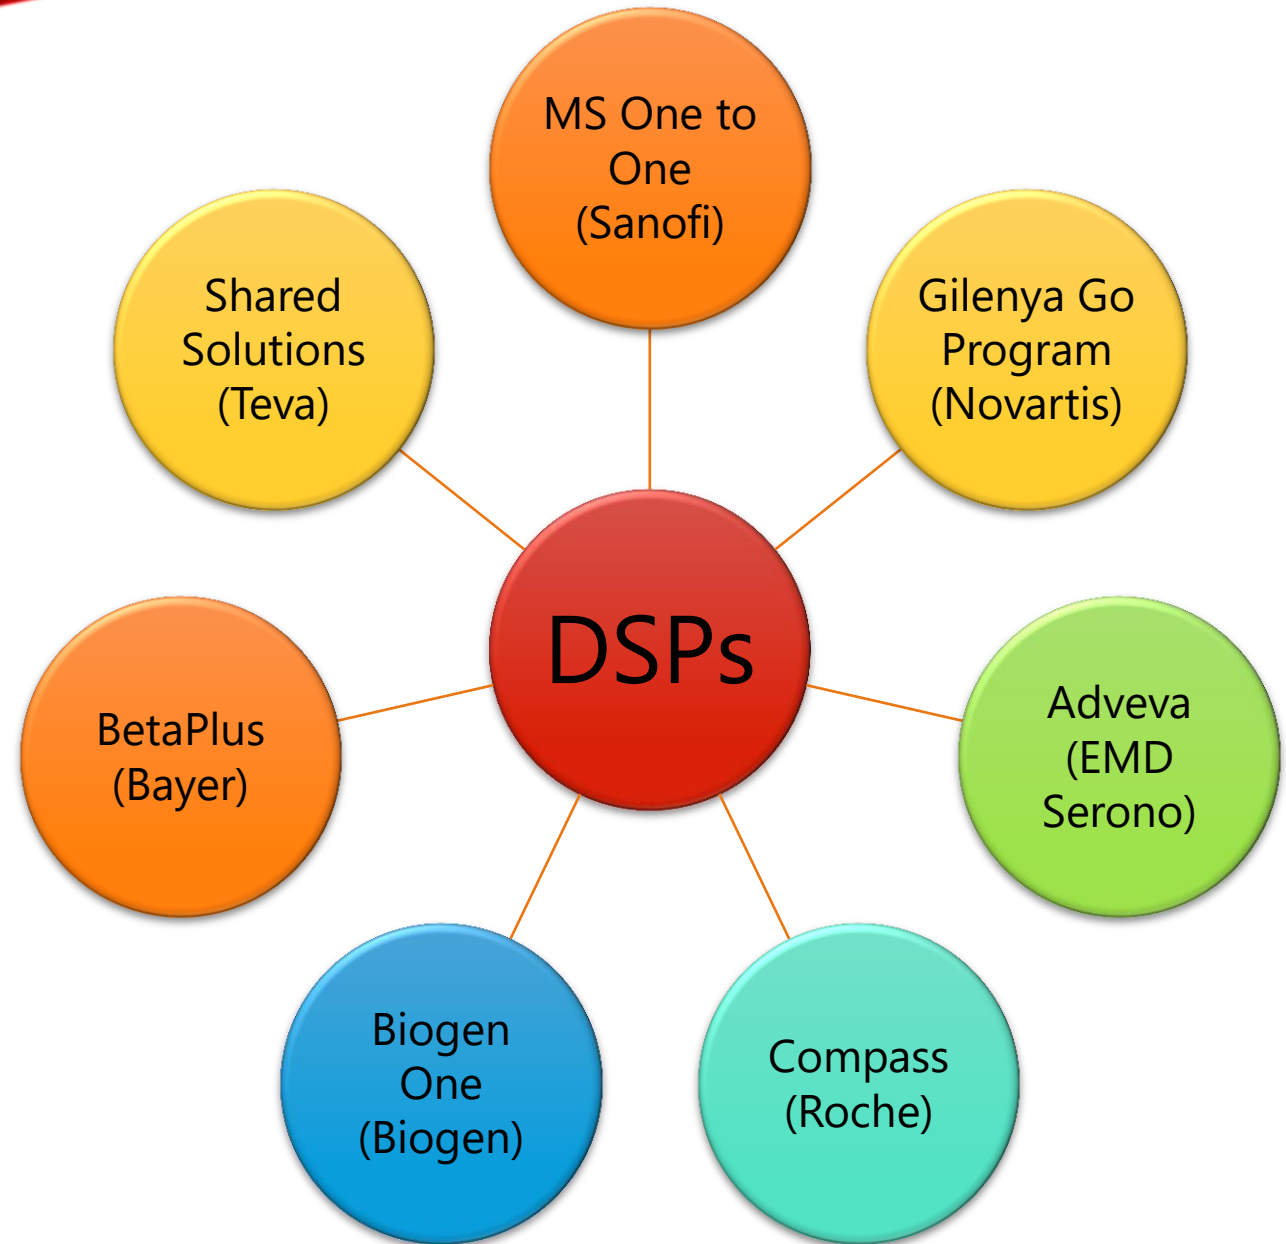 MS One to
One
(Sanofi)
Gilenya Go
Program
(Novartis)
Adveva
(EMD
Serono)
Compass
(Roche)
Biogen
One
(Biogen)
BetaPlus
(Bayer)
Shared
Solutions
(Teva)
DSPs